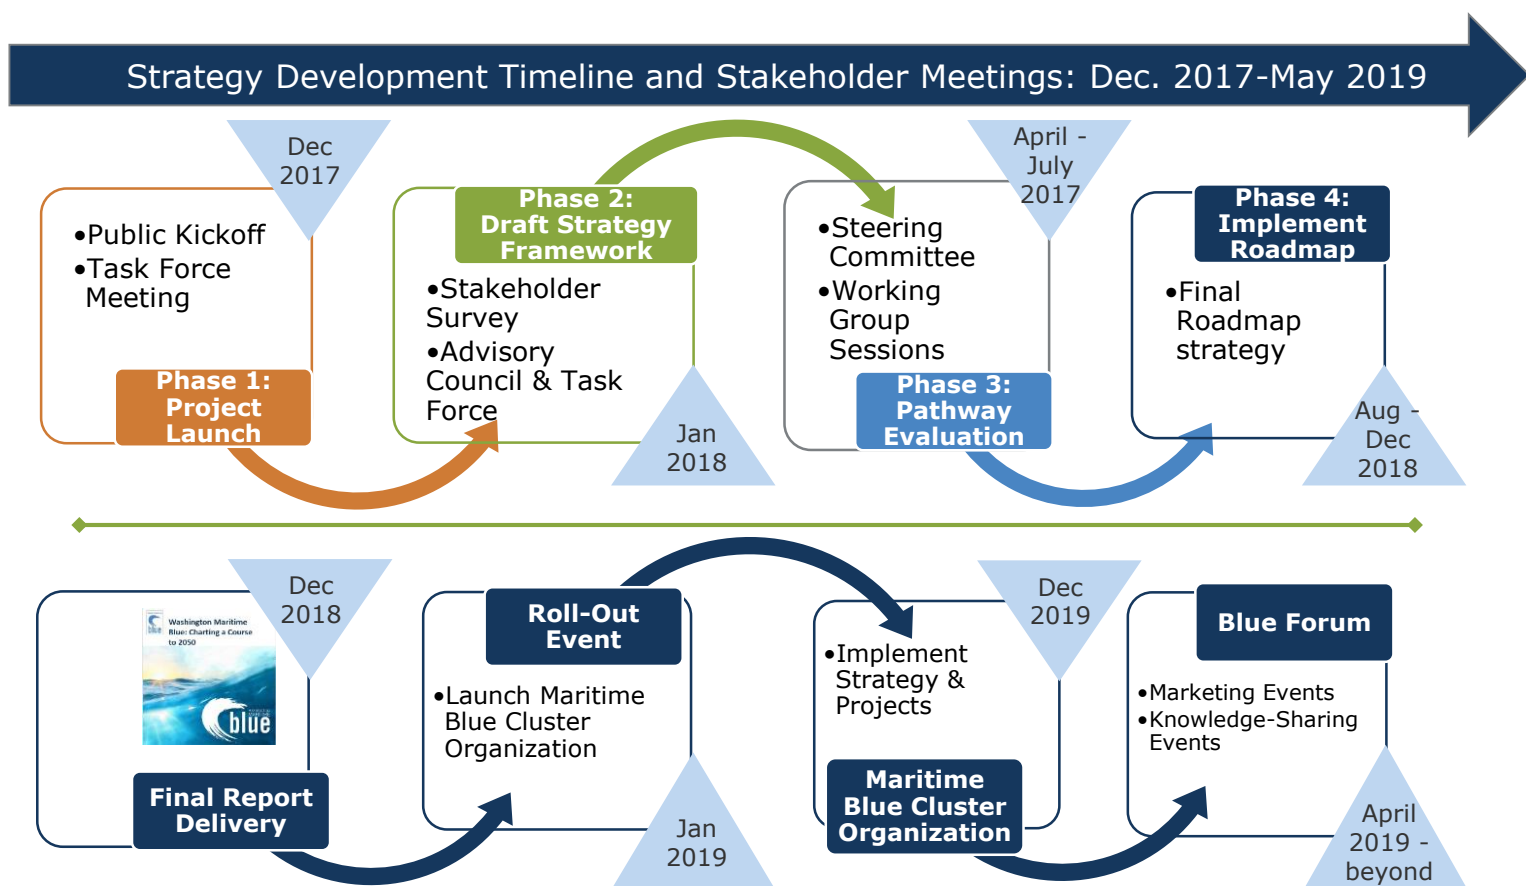 Strategy Development Timeline and Stakeholder Meetings: Dec. 2017-May 2019
Dec
2017
•Public Kickoff
•Task Force
Meeting
Phase 1:
Project
Launch
Phase 2:
Draft Strategy
Framework
•Stakeholder
Survey
•Advisory
Council & Task
Force
Jan
2018
April -
July
2017
•Steering
Committee
•Working
Group
Sessions
Phase 3:
Pathway
Evaluation
Phase 4:
Implement
Roadmap
•Final
Roadmap
strategy
Aug -
Dec
2018
Dec
2018
Washington Maritime
Blue: Charting a Course
to 2050
blue
Final Report
Delivery
Roll-Out
Event
•Launch Maritime
Blue Cluster
Organization
Jan
2019
Dec
2019
•Implement
Strategy &
Projects
Maritime
Blue Cluster
Organization
Blue Forum
•Marketing Events
•Knowledge-Sharing
Events
April
2019 -
beyond